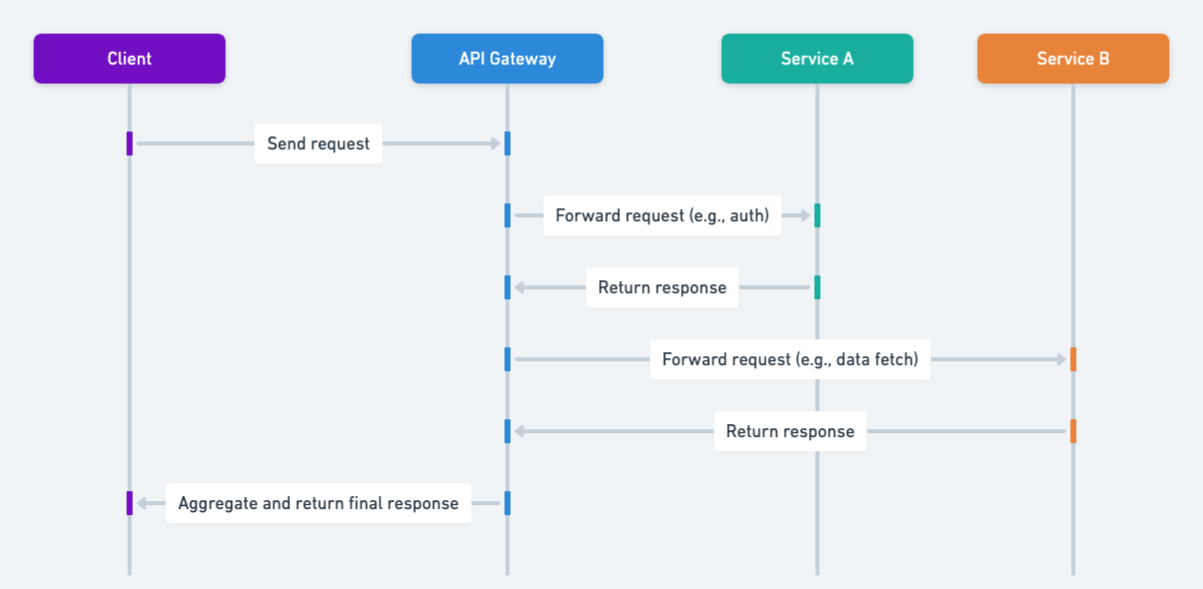 Client
API Gateway
Service A
Service B
Send request
Forward request (e.g., auth)
Return response
Forward request (e.g., data fetch)
Return response
Aggregate and return final response